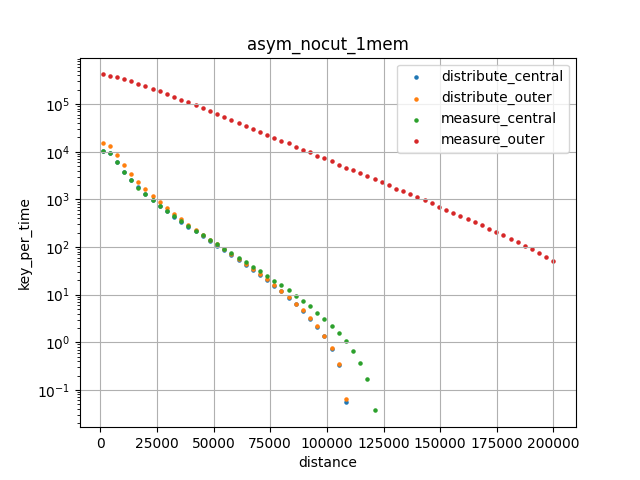 asym_nocut_1mem
distribute_central
distribute_outer
measure_central
measure_outer
key_per_time
10^5
10^4
10^3
10^2
10^1
10^0
10^−1
0 25000 50000 75000 100000 125000 150000 175000 200000
distance